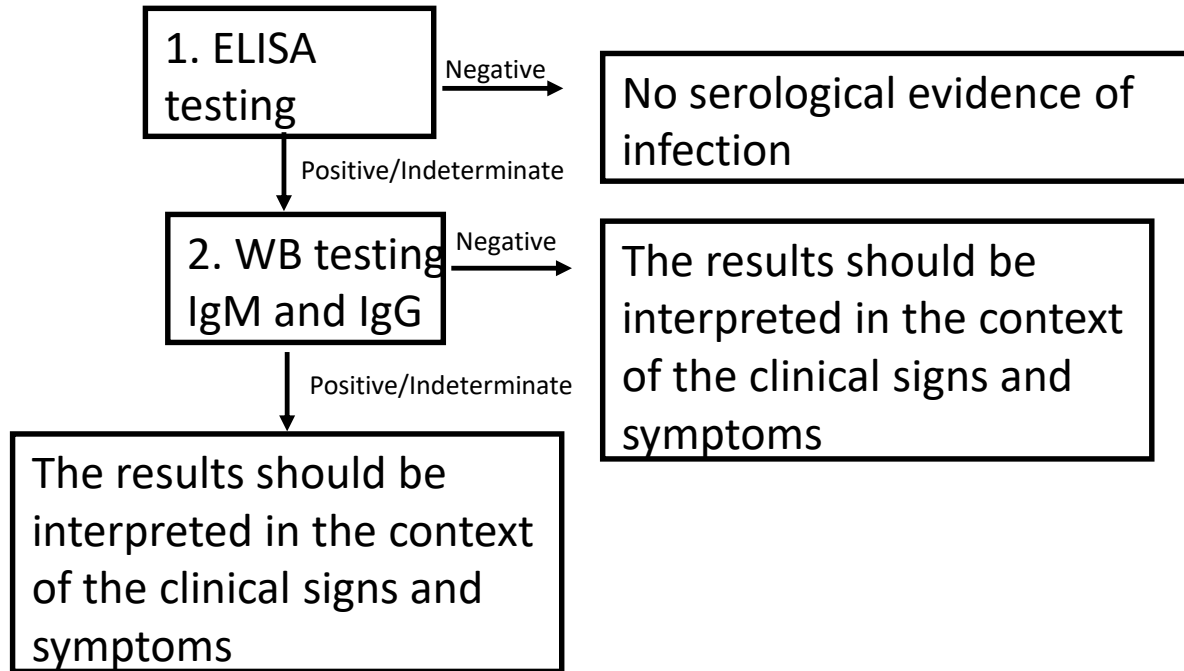 1. ELISA
testing
Negative
No serological evidence of
infection
Positive/Indeterminate
2. WB testing
IgM and IgG
Negative
The results should be
interpreted in the context
of the clinical signs and
symptoms
Positive/Indeterminate
The results should be
interpreted in the context
of the clinical signs and
symptoms